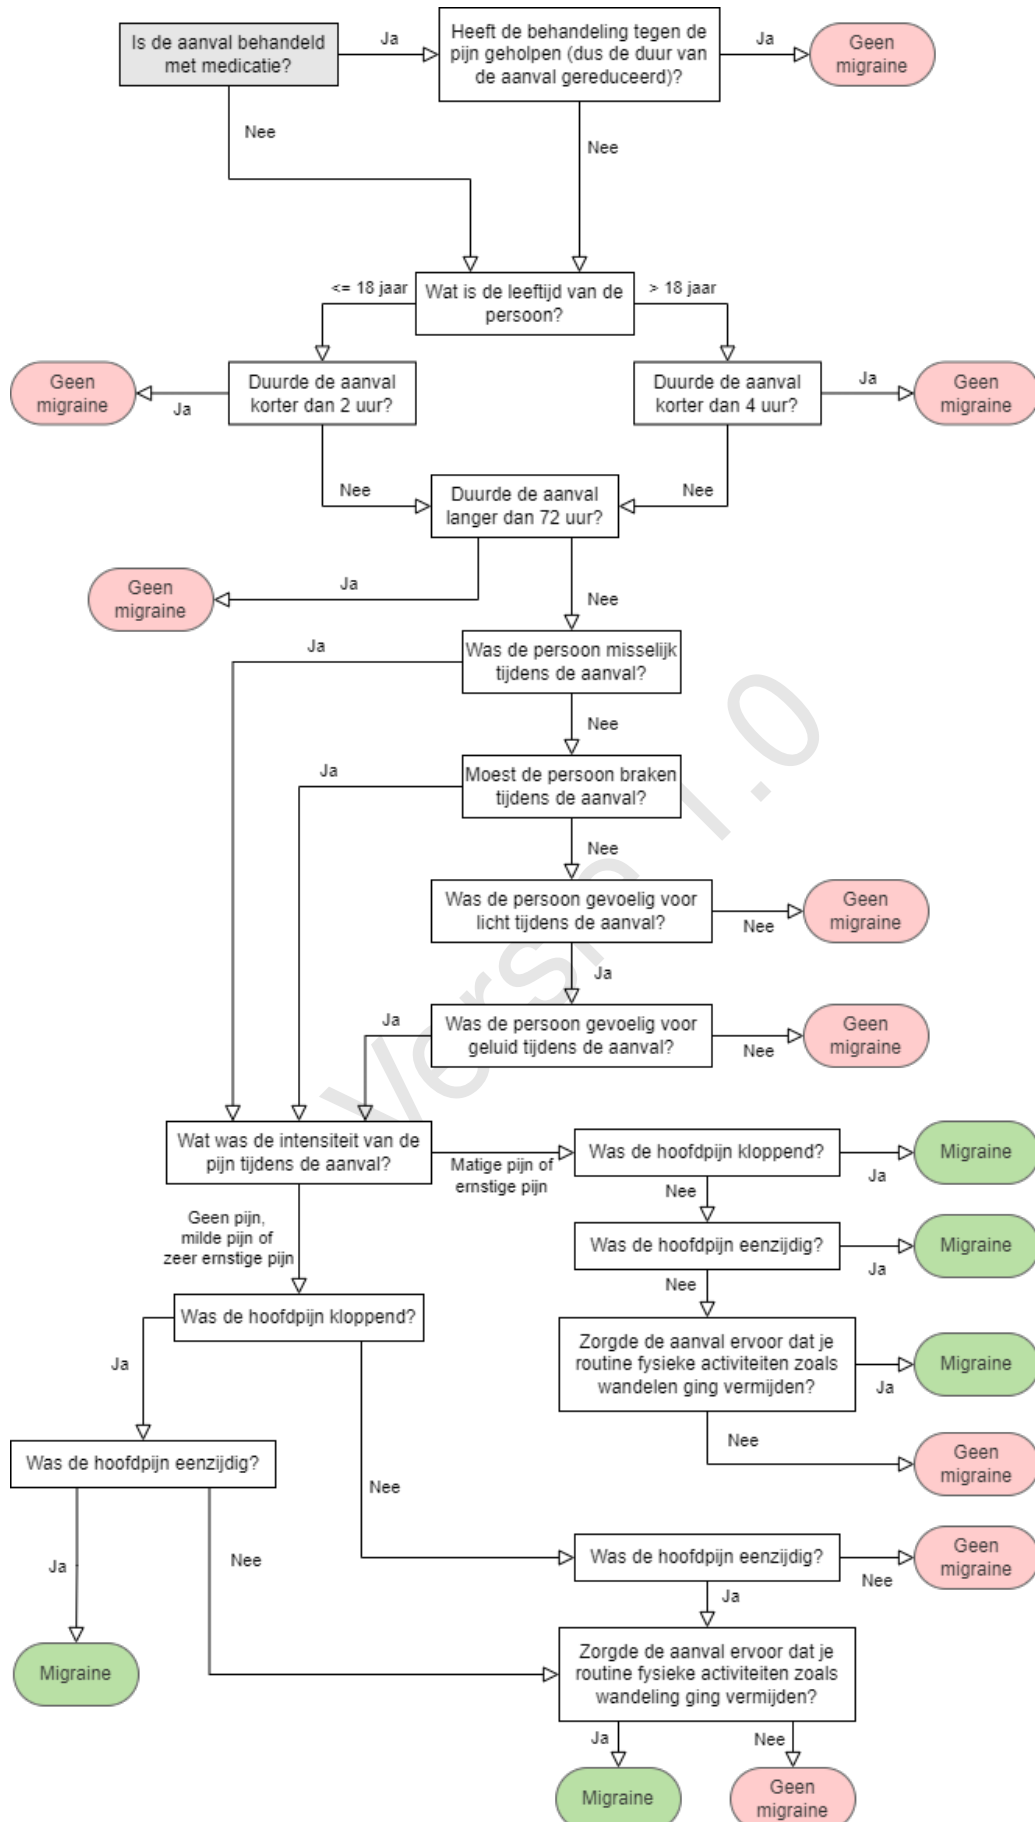 Is de aanval behandeld
met medicatie?
Ja
Heeft de behandeling tegen de
pijn geholpen (dus de duur van
de aanval gereduceerd)?
Ja
Geen
migraine
Nee
Nee
<= 18 jaar
Wat is de leeftijd van de
persoon?
> 18 jaar
Geen
migraine
Ja
Duurde de aanval
korter dan 2 uur?
Duurde de aanval
korter dan 4 uur?
Ja
Geen
migraine
Nee
Duurde de aanval
langer dan 72 uur?
Nee
Geen
migraine
Ja
Nee
Ja
Was de persoon misselijk
tijdens de aanval?
Nee
Ja
Moest de persoon braken
tijdens de aanval?
Nee
Was de persoon gevoelig voor
licht tijdens de aanval?
Nee
Geen
migraine
Ja
Ja
Was de persoon gevoelig voor
geluid tijdens de aanval?
Nee
Geen
migraine
Versie 1.0
Wat was de intensiteit van de
pijn tijdens de aanval?
Matige pijn of
ernstige pijn
Was de hoofdpijn kloppend?
Ja
Migraine
Nee
Geen pijn,
milde pijn of
zeer ernstige pijn
Was de hoofdpijn eenzijdig?
Ja
Migraine
Nee
Was de hoofdpijn kloppend?
Zorgde de aanval ervoor dat je
routine fysieke activiteiten zoals
wandelen ging vermijden?
Ja
Migraine
Ja
Nee
Geen
migraine
Was de hoofdpijn eenzijdig?
Nee
Was de hoofdpijn eenzijdig?
Nee
Geen
migraine
Ja
Nee
Ja
Zorgde de aanval ervoor dat je
routine fysieke activiteiten zoals
wandeling ging vermijden?
Migraine
Ja
Nee
Migraine
Geen
migraine